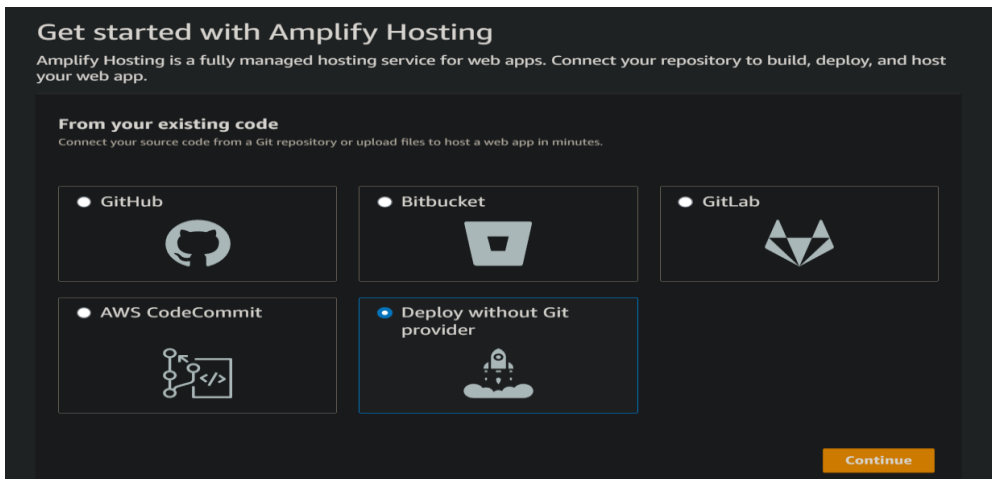 Get started with Amplify Hosting
Amplify Hosting is a fully managed hosting service for web apps. Connect your repository to build, deploy, and host
your web app.
From your existing code
Connect your source code from a Git repository or upload files to host a web app in minutes.
GitHub
Bitbucket
GitLab
AWS CodeCommit
Deploy without Git
provider
</>
Continue